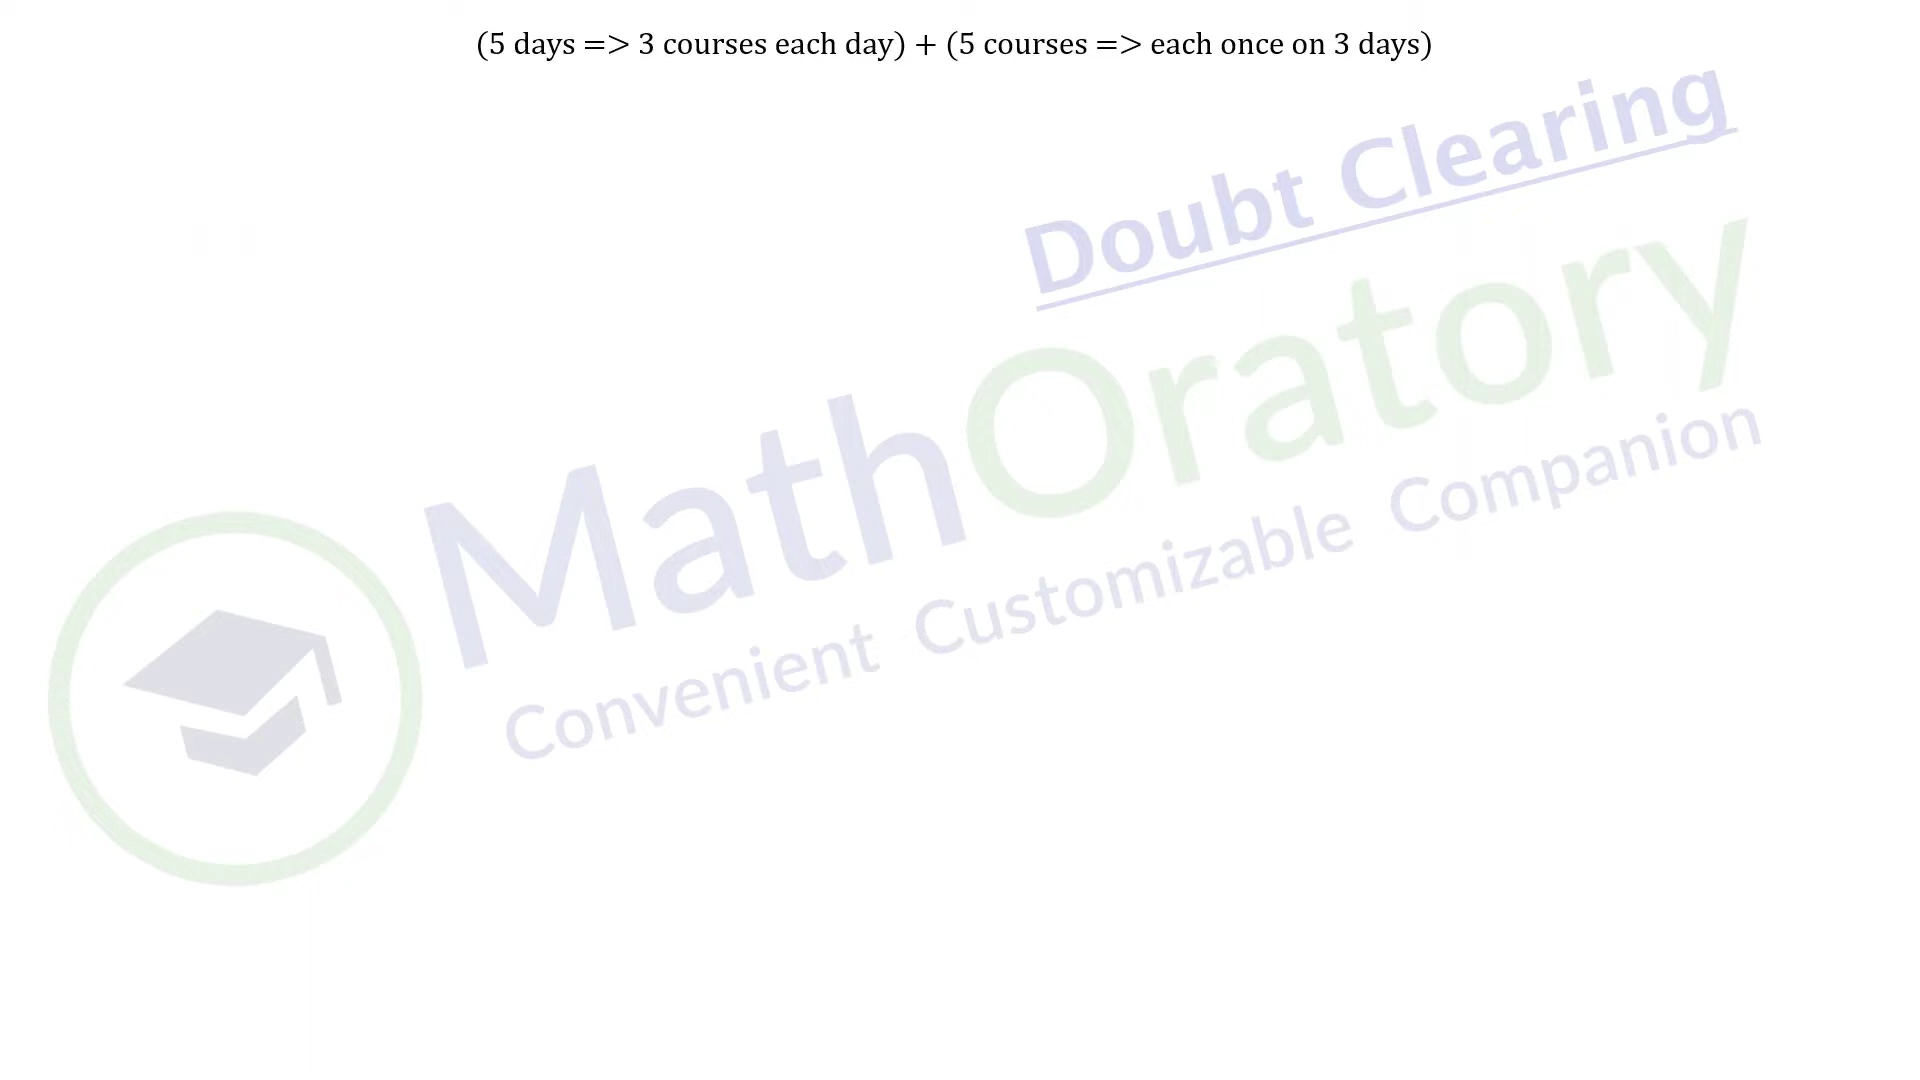 (5 days => 3 courses each day) + (5 courses => each once on 3 days)
Doubt Clearing
MathOratory
Convenient Customizable Companion